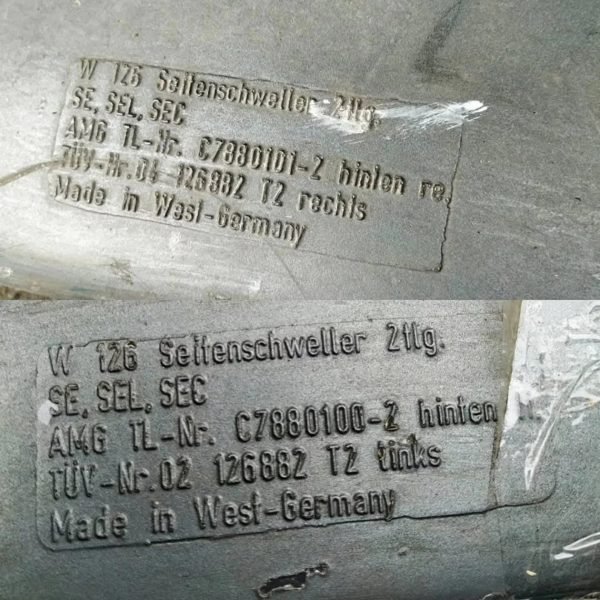 W 126 Seitenschweller 2tlg.
SE, SEL, SEC
AMG TL-Nr. C7880101-2 hinten re.
TÜV-Nr.04 126882 T2 rechts
Made in West-Germany
W 126 Seitenschweller 2tlg.
SE, SEL, SEC
AMG TL-Nr. C7880100-2 hinten
TÜV-Nr.02 126882 T2 links
Made in West-Germany